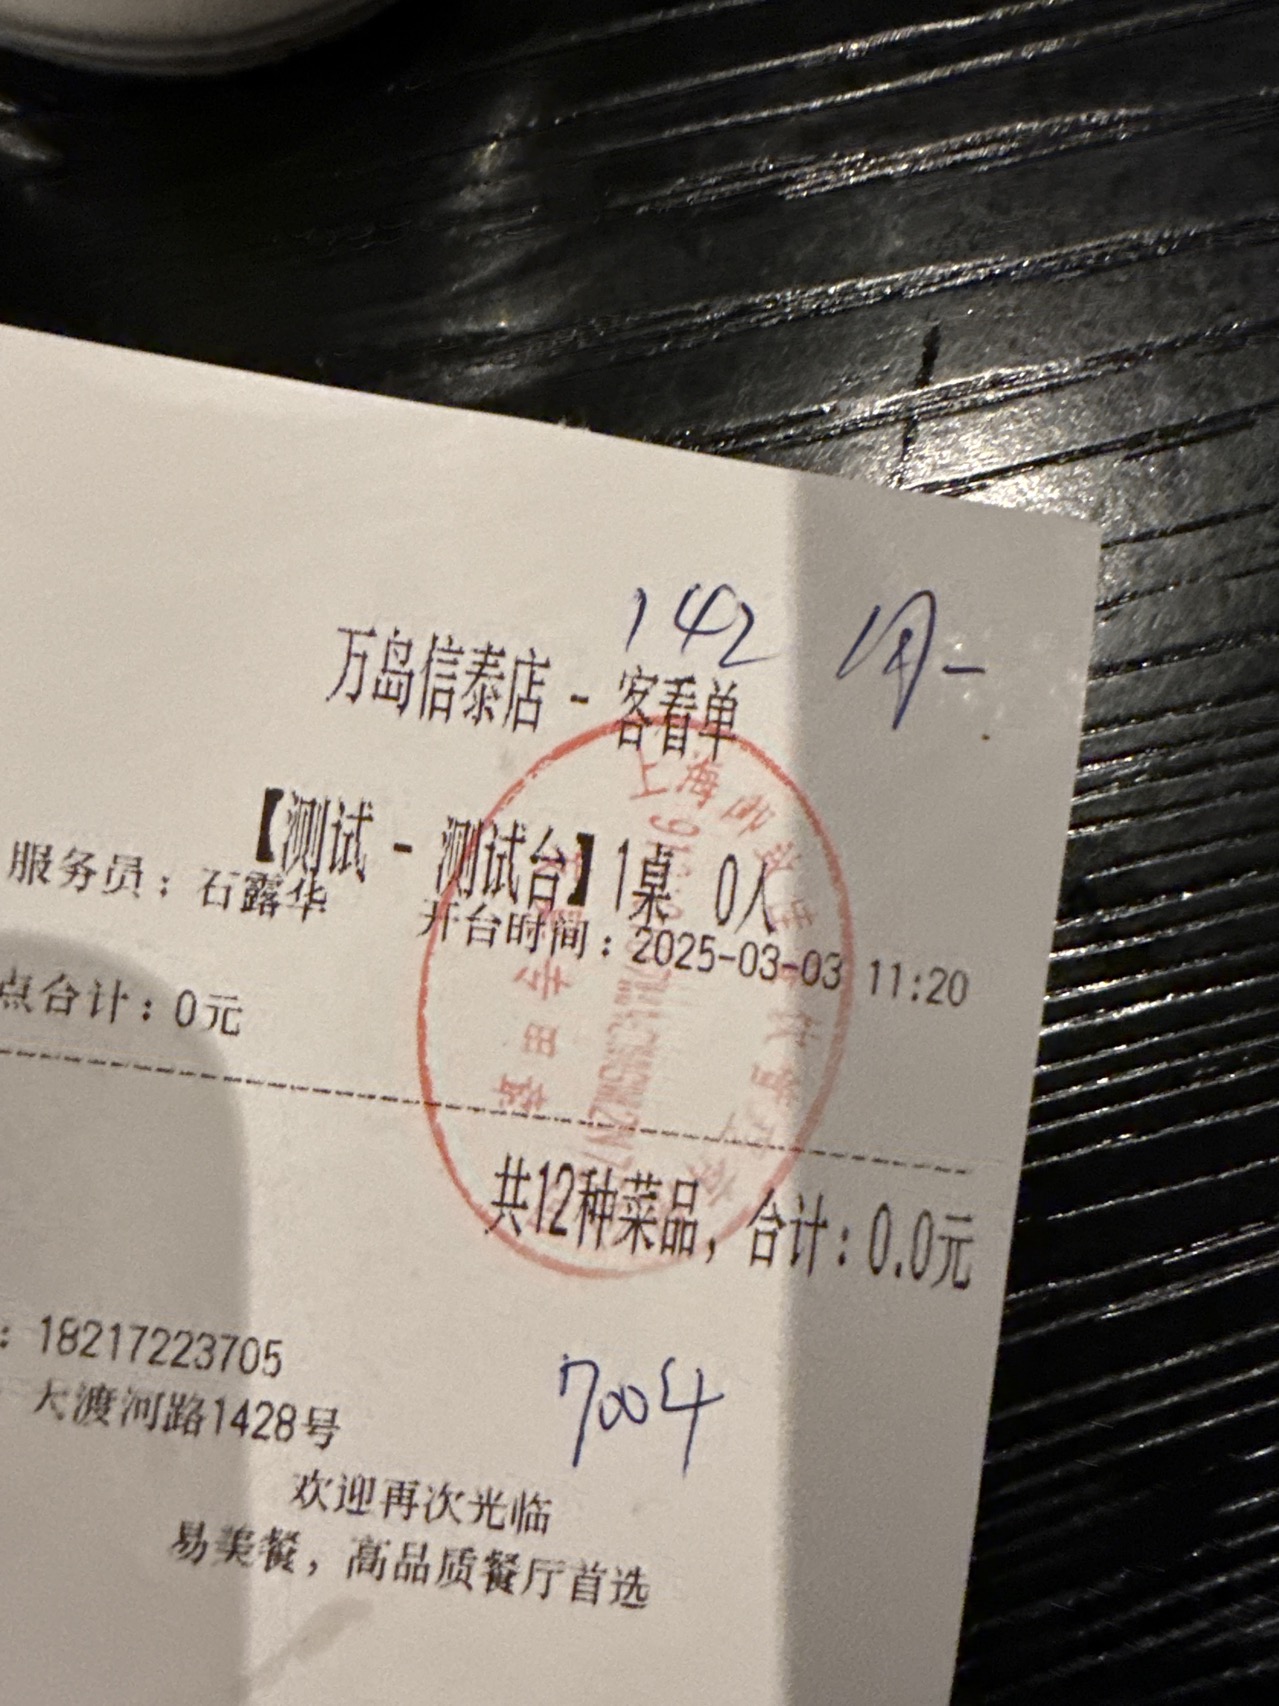 142
万岛信泰店 - 客看单
【测试 - 测试台】1桌 0人
服务员：石露华 开台时间：2025-03-03 11:20
点合计：0元
共12种菜品，合计：0.0元
：18217223705
大渡河路1428号
7004
欢迎再次光临
易美餐，高品质餐厅首选